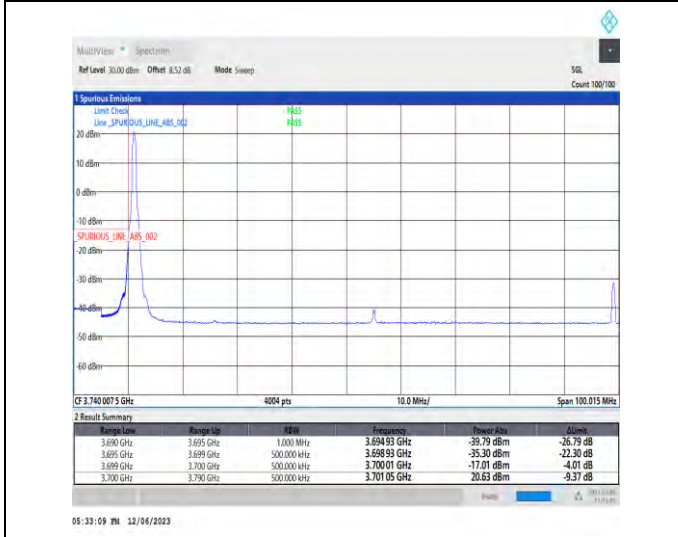 MultiView Spectrum
Ref Level 30.00 dBm Offset 8.52 dB Mode Sweep SGL
Count 100/100
1 Spurious Emissions
Limit Check PASS
Line _SPURIOUS_LINE_ABS_002 PASS
20 dBm
10 dBm
0 dBm
-10 dBm
_SPURIOUS_LINE_ABS_002
-20 dBm
-30 dBm
-40 dBm
-50 dBm
-60 dBm
CF 3.740 007 5 GHz 4004 pts 10.0 MHz/ Span 100.015 MHz
2 Result Summary
Range Low Range Up RBW Frequency Power Abs ΔLimit
3.690 GHz 3.695 GHz 1.000 MHz 3.694 93 GHz -39.79 dBm -26.79 dB
3.695 GHz 3.699 GHz 500.000 kHz 3.698 93 GHz -35.30 dBm -22.30 dB
3.699 GHz 3.700 GHz 500.000 kHz 3.700 01 GHz -17.01 dBm -4.01 dB
3.700 GHz 3.790 GHz 500.000 kHz 3.701 05 GHz 20.63 dBm -9.37 dB
05:33:09 PM 12/06/2023